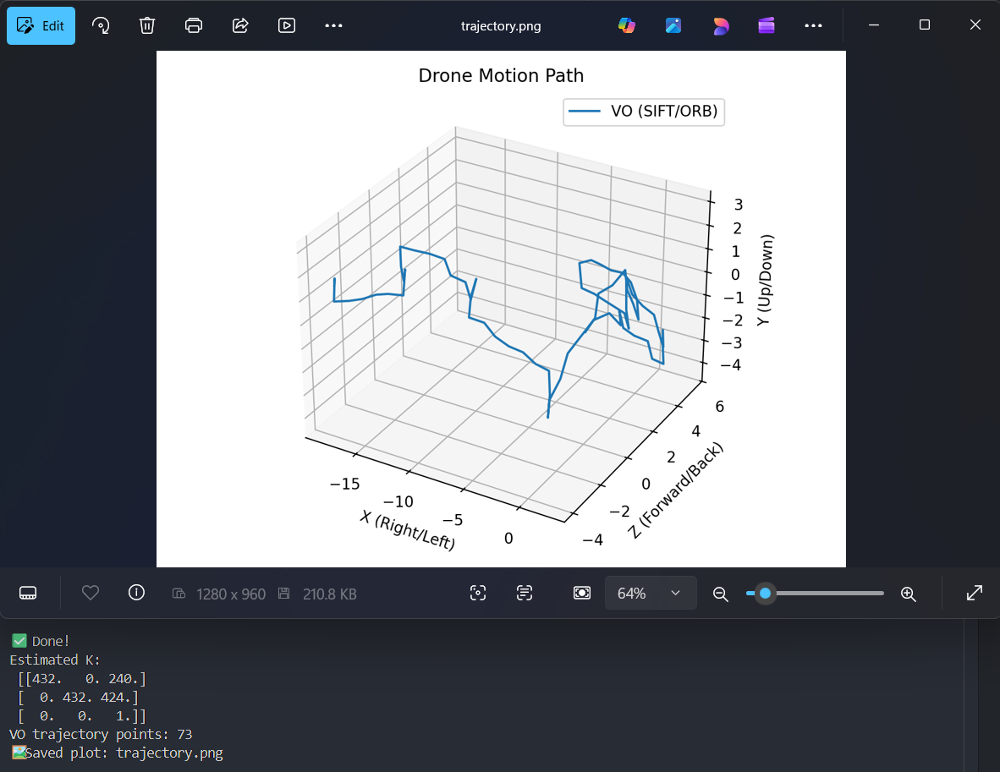 Edit
trajectory.png
Drone Motion Path
VO (SIFT/ORB)
3
2
1
0
−1
−2
−3
−4
Y (Up/Down)
6
4
2
0
−2
−4
Z (Forward/Back)
−15
−10
−5
0
X (Right/Left)
1280 x 960
210.8 KB
64%
✅ Done!
Estimated K:
[[432.   0. 240.]
[  0. 432. 424.]
[  0.   0.   1.]]
VO trajectory points: 73
🖼️Saved plot: trajectory.png